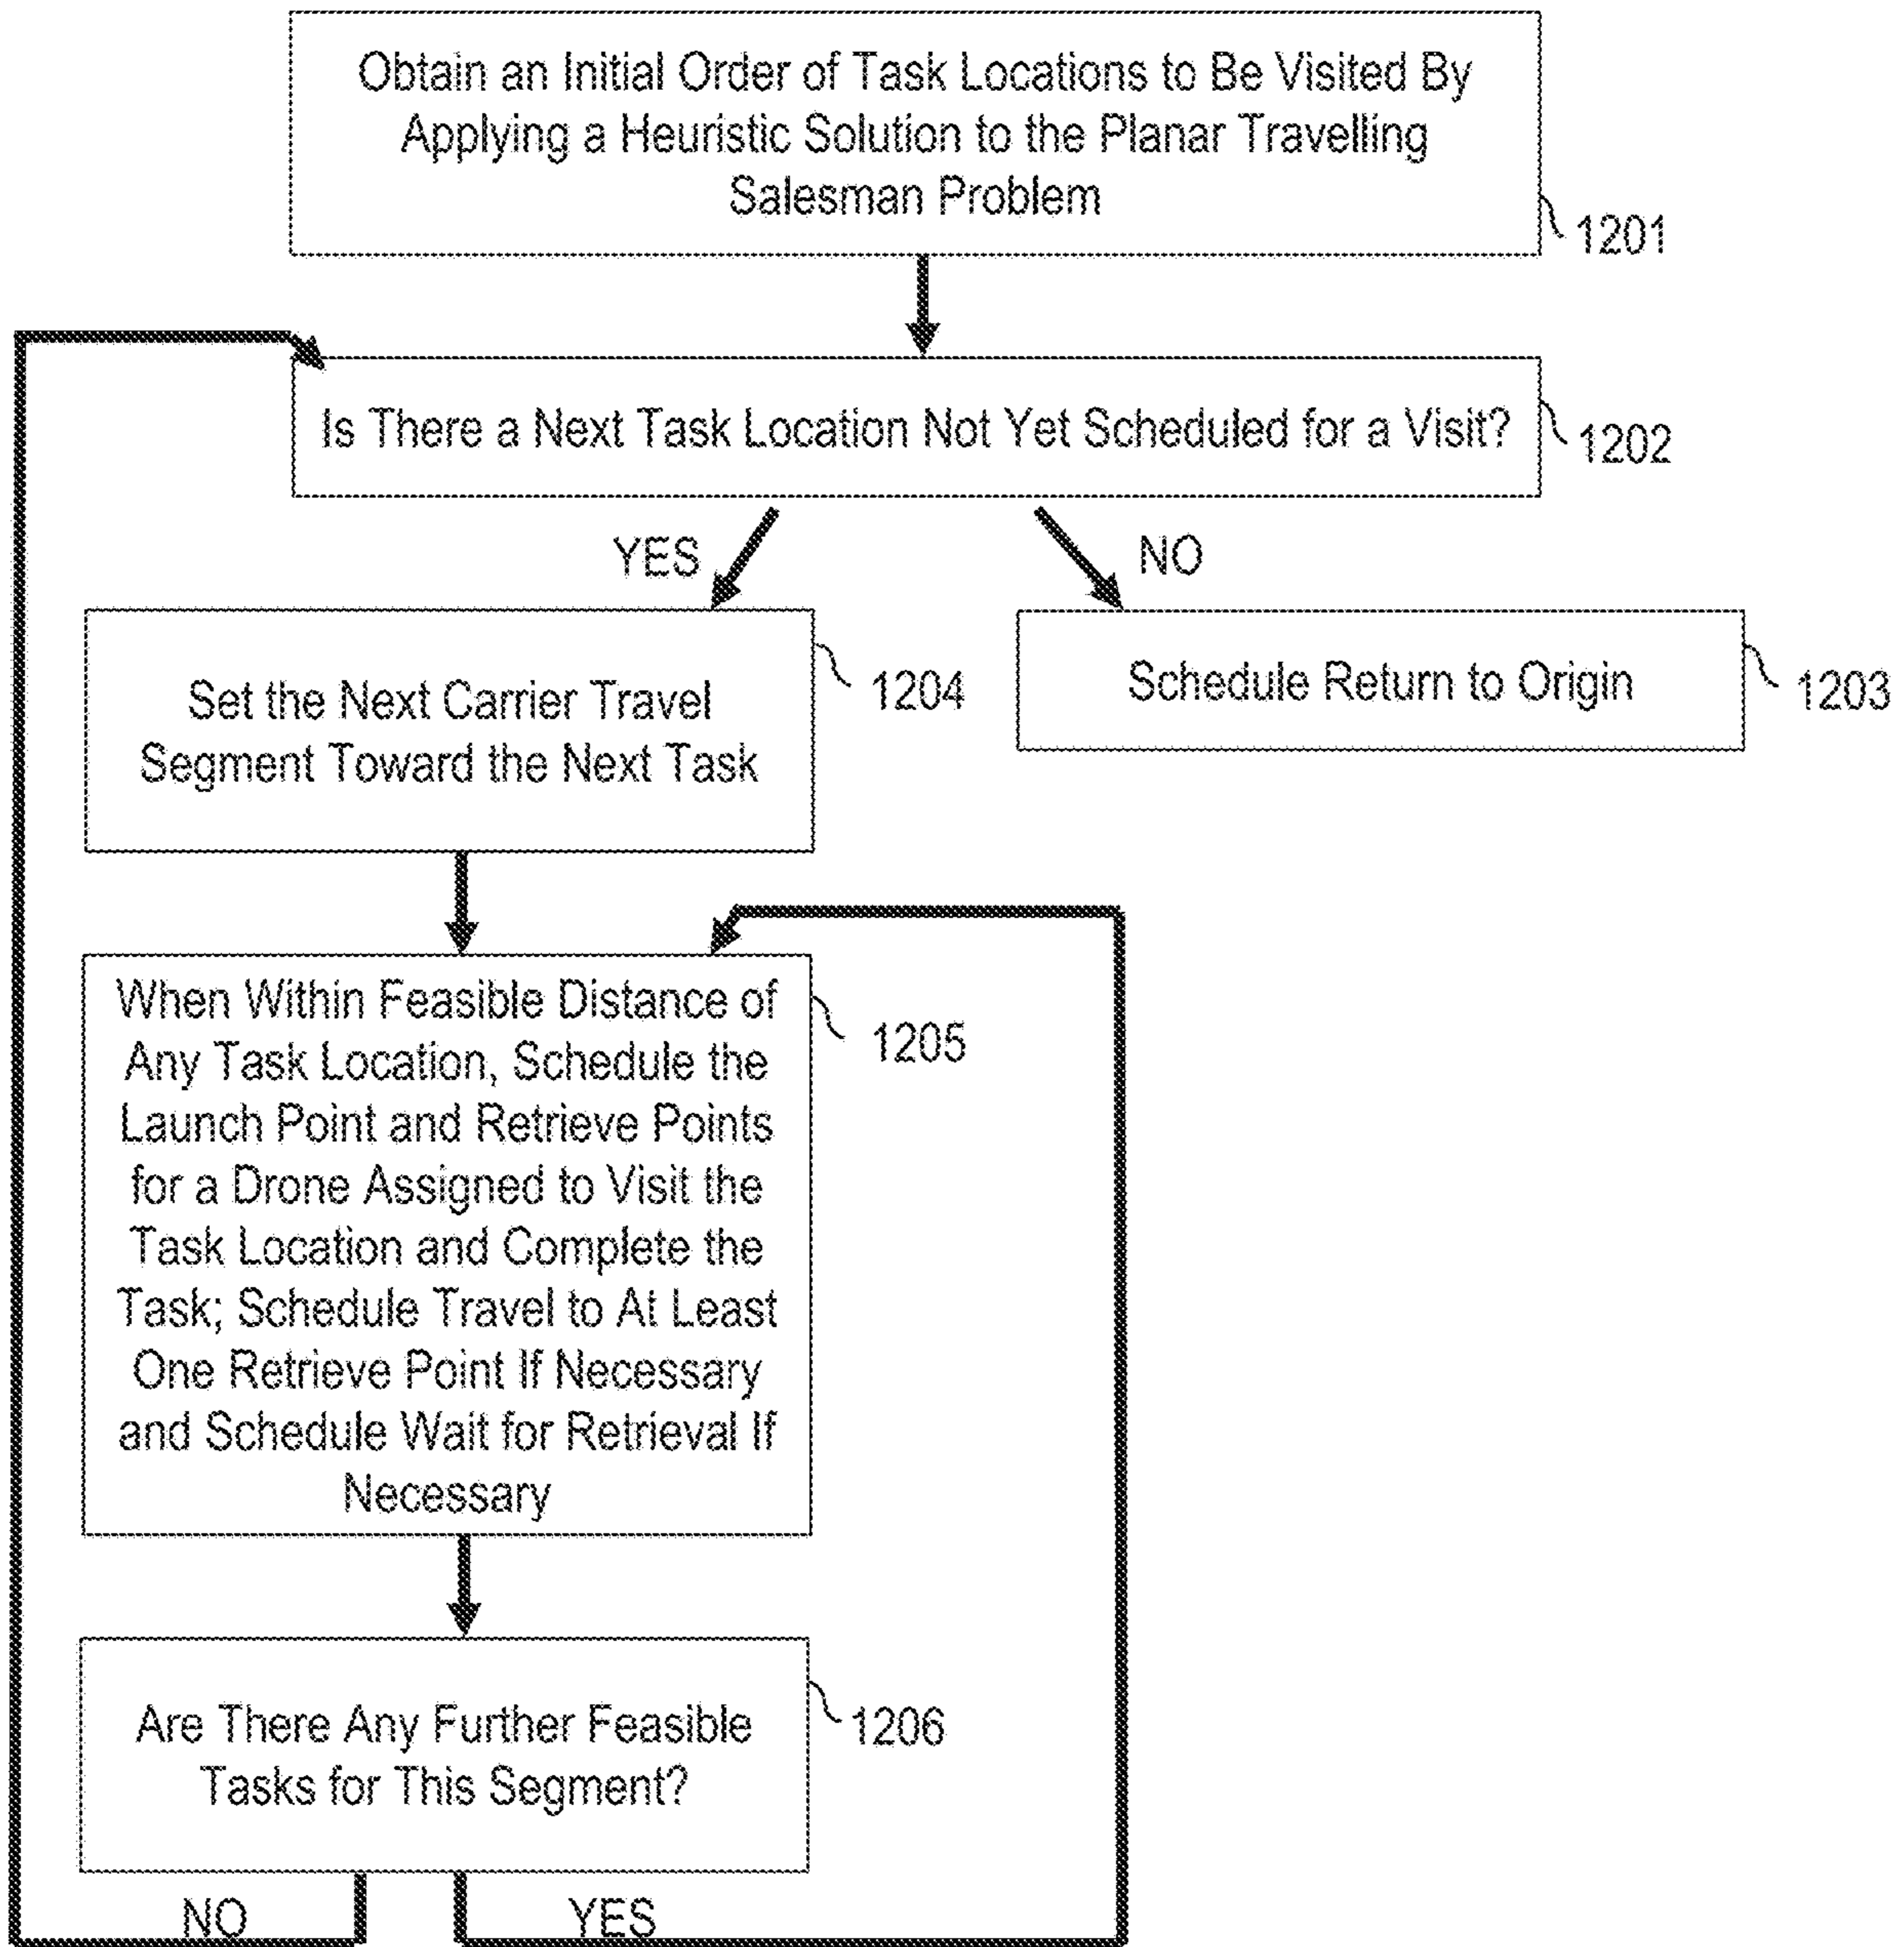 Obtain an Initial Order of Task Locations to Be Visited By
Applying a Heuristic Solution to the Planar Travelling
Salesman Problem
1201
Is There a Next Task Location Not Yet Scheduled for a Visit?
1202
YES
NO
Set the Next Carrier Travel
Segment Toward the Next Task
1204
Schedule Return to Origin
1203
When Within Feasible Distance of
Any Task Location, Schedule the
Launch Point and Retrieve Points
for a Drone Assigned to Visit the
Task Location and Complete the
Task; Schedule Travel to At Least
One Retrieve Point If Necessary
and Schedule Wait for Retrieval If
Necessary
1205
Are There Any Further Feasible
Tasks for This Segment?
1206
NO
YES